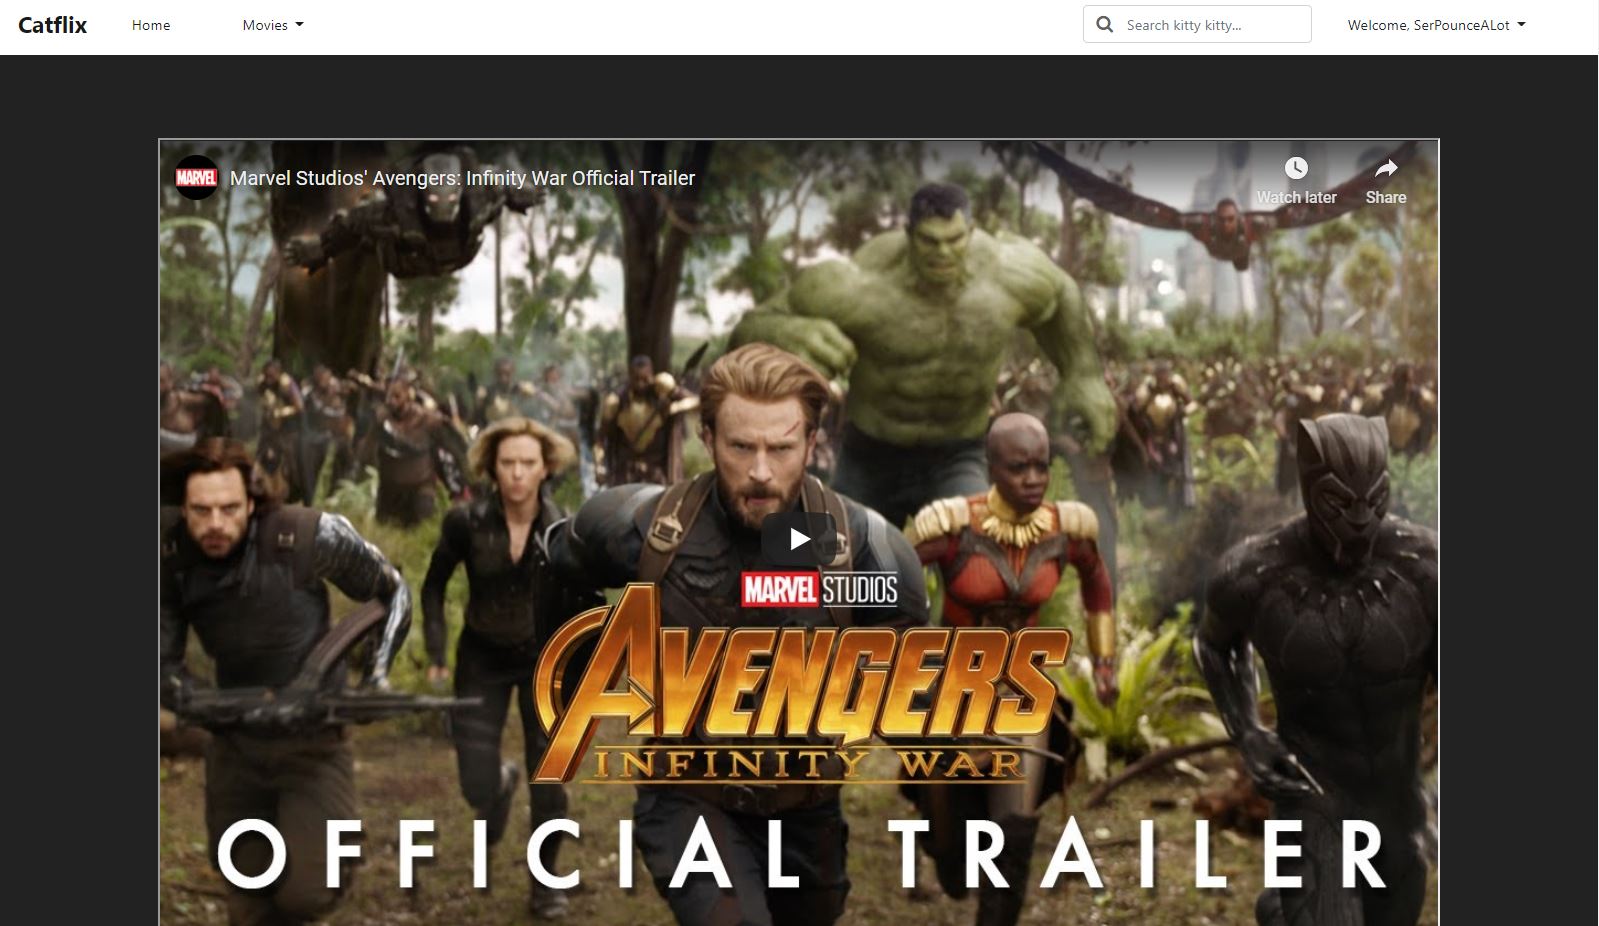 Catflix
Home
Movies
Search kitty kitty...
Welcome, SerPounceALot
MARVEL
Marvel Studios' Avengers: Infinity War Official Trailer
Watch later
Share
MARVEL STUDIOS
AVENGERS
INFINITY WAR
OFFICIAL TRAILER